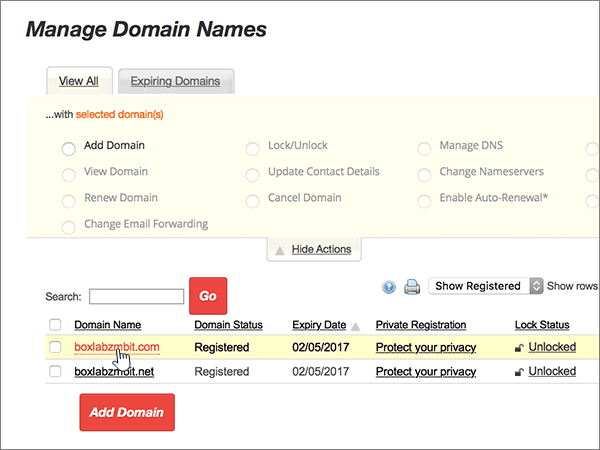 Manage Domain Names
View All Expiring Domains
...with selected domain(s)
Add Domain Lock/Unlock Manage DNS
View Domain Update Contact Details Change Nameservers
Renew Domain Cancel Domain Enable Auto-Renewal*
Change Email Forwarding
Hide Actions
Search: Go ? Show Registered Show rows
Domain Name Domain Status Expiry Date Private Registration Lock Status
boxlabzmbit.com Registered 02/05/2017 Protect your privacy Unlocked
boxlabzmbit.net Registered 02/05/2017 Protect your privacy Unlocked
Add Domain